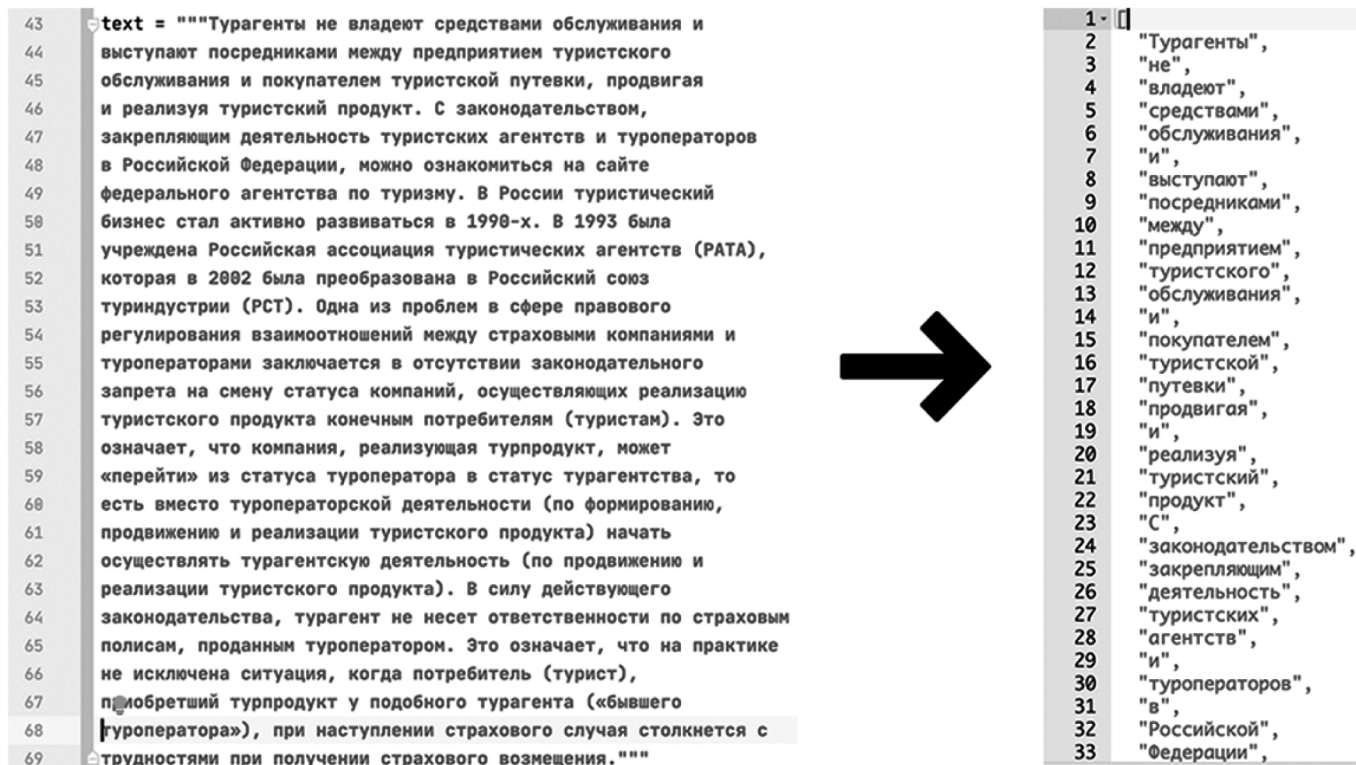 43 text = """Турагенты не владеют средствами обслуживания и
44 выступают посредниками между предприятием туристского
45 обслуживания и покупателем туристской путевки, продвигая
46 и реализуя туристский продукт. С законодательством,
47 закрепляющим деятельность туристских агентств и туроператоров
48 в Российской Федерации, можно ознакомиться на сайте
49 федерального агентства по туризму. В России туристический
50 бизнес стал активно развиваться в 1990-х. В 1993 была
51 учреждена Российская ассоциация туристических агентств (РАТА),
52 которая в 2002 была преобразована в Российский союз
53 туриндустрии (РСТ). Одна из проблем в сфере правового
54 регулирования взаимоотношений между страховыми компаниями и
55 туроператорами заключается в отсутствии законодательного
56 запрета на смену статуса компаний, осуществляющих реализацию
57 туристского продукта конечным потребителям (туристам). Это
58 означает, что компания, реализующая турпродукт, может
59 «перейти» из статуса туроператора в статус турагентства, то
60 есть вместо туроператорской деятельности (по формированию,
61 продвижению и реализации туристского продукта) начать
62 осуществлять турагентскую деятельность (по продвижению и
63 реализации туристского продукта). В силу действующего
64 законодательства, турагент не несет ответственности по страховым
65 полисам, проданным туроператором. Это означает, что на практике
66 не исключена ситуация, когда потребитель (турист),
67 приобретший турпродукт у подобного турагента («бывшего
68 туроператора»), при наступлении страхового случая столкнется с
69 трудностями при получении страхового возмещения."""
1 [
2 "Турагенты",
3 "не",
4 "владеют",
5 "средствами",
6 "обслуживания",
7 "и",
8 "выступают",
9 "посредниками",
10 "между",
11 "предприятием",
12 "туристского",
13 "обслуживания",
14 "и",
15 "покупателем",
16 "туристской",
17 "путевки",
18 "продвигая",
19 "и",
20 "реализуя",
21 "туристский",
22 "продукт",
23 "С",
24 "законодательством",
25 "закрепляющим",
26 "деятельность",
27 "туристских",
28 "агентств",
29 "и",
30 "туроператоров",
31 "в",
32 "Российской",
33 "Федерации",